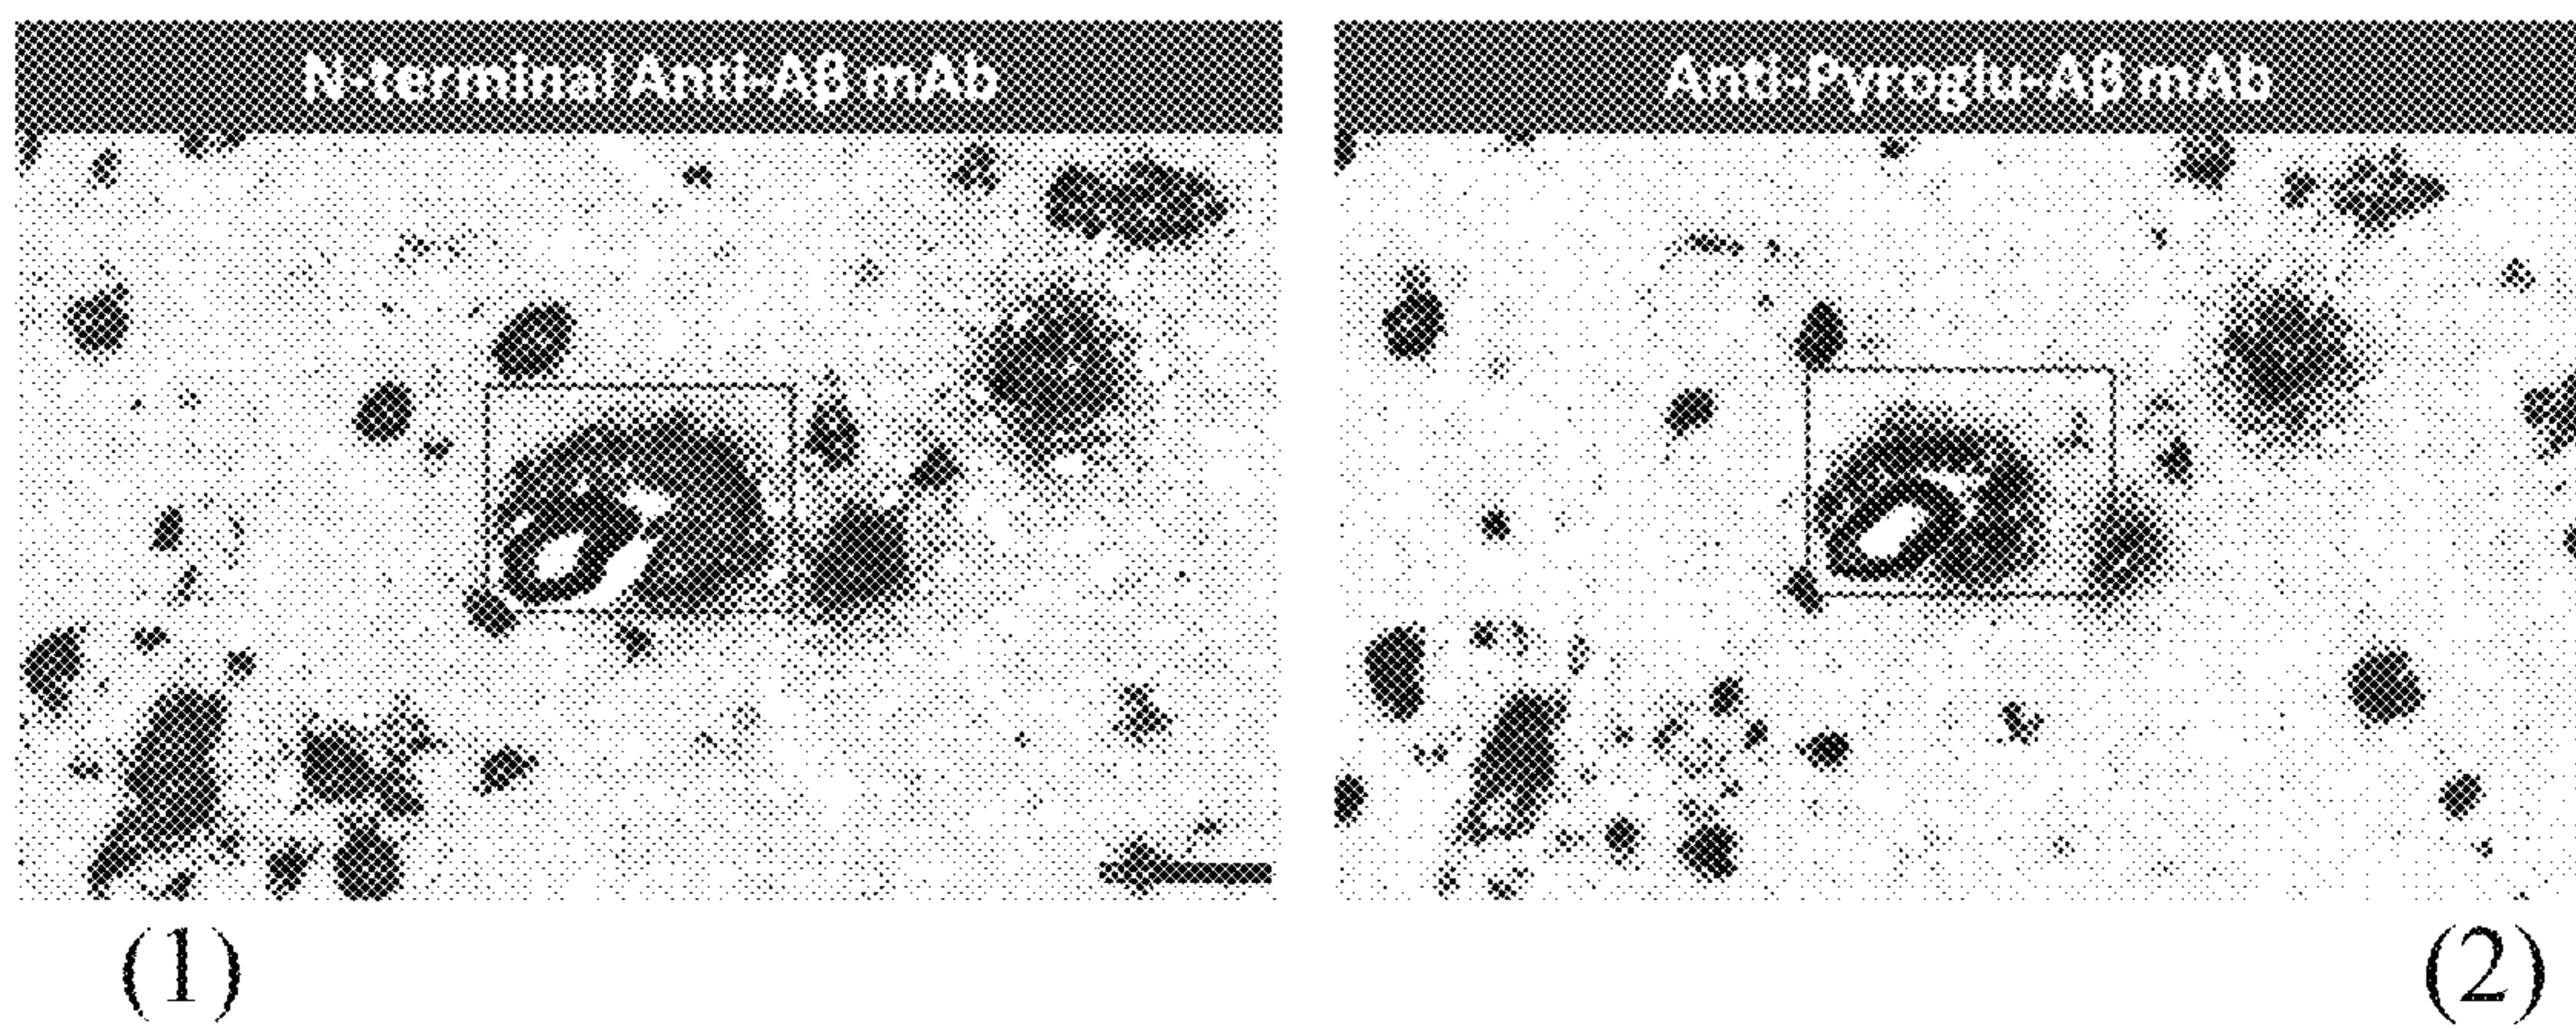 N-terminal Anti-Aβ mAb
Anti-Pyroglu-Aβ mAb
(1)
(2)